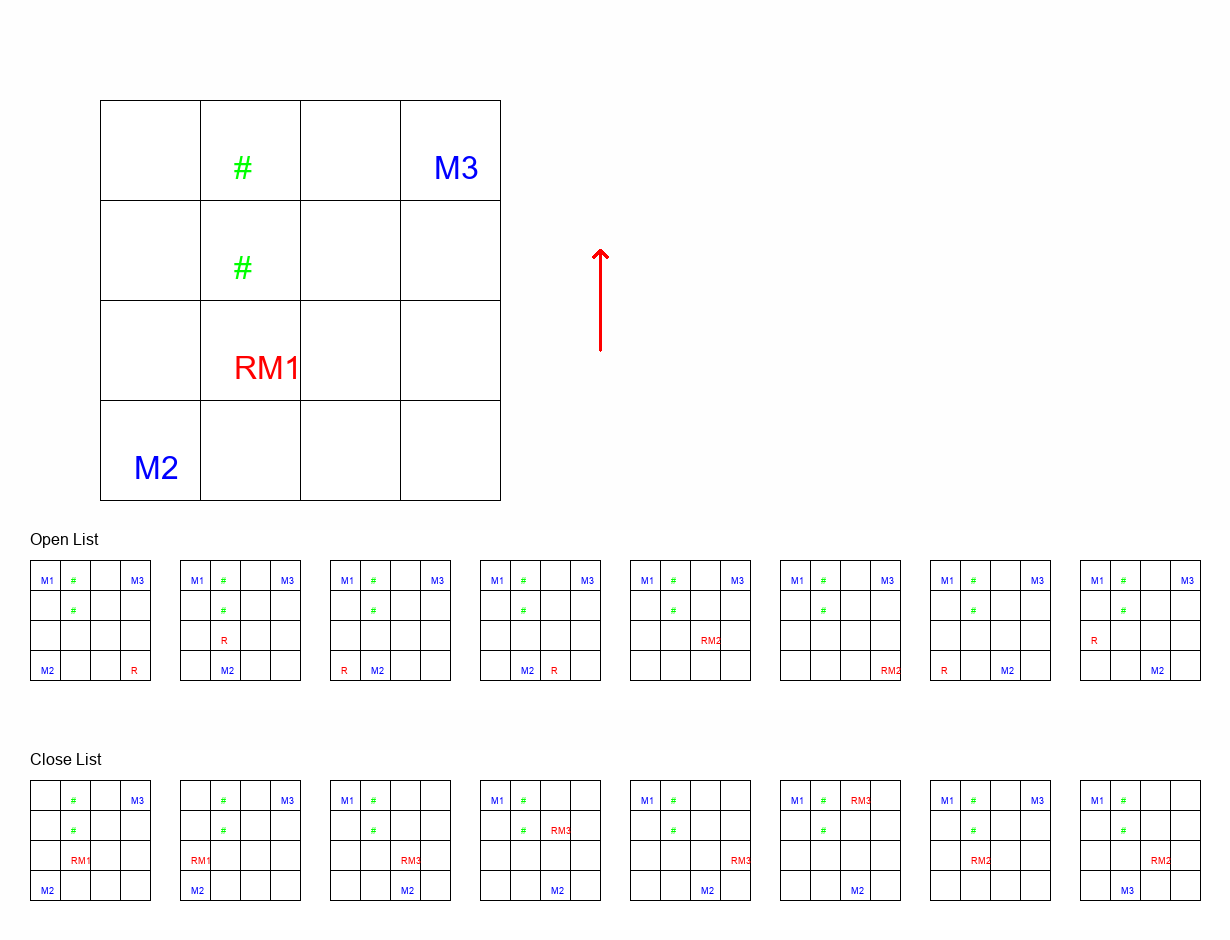 # M3
#
RM1
M2
Open List
M1 # M3 M1 # M3 M1 # M3 M1 # M3 M1 # M3 M1 # M3 M1 # M3 M1 # M3
# # # # # # # #
R RM2 R
M2 R M2 R M2 M2 R RM2 R M2 M2
Close List
# M3 # M3 M1 # M1 # M1 # M1 # RM3 M1 # M3 M1 #
# # # # RM3 # # # #
RM1 RM1 RM3 RM3 RM2 RM2
M2 M2 M2 M2 M2 M2 M3